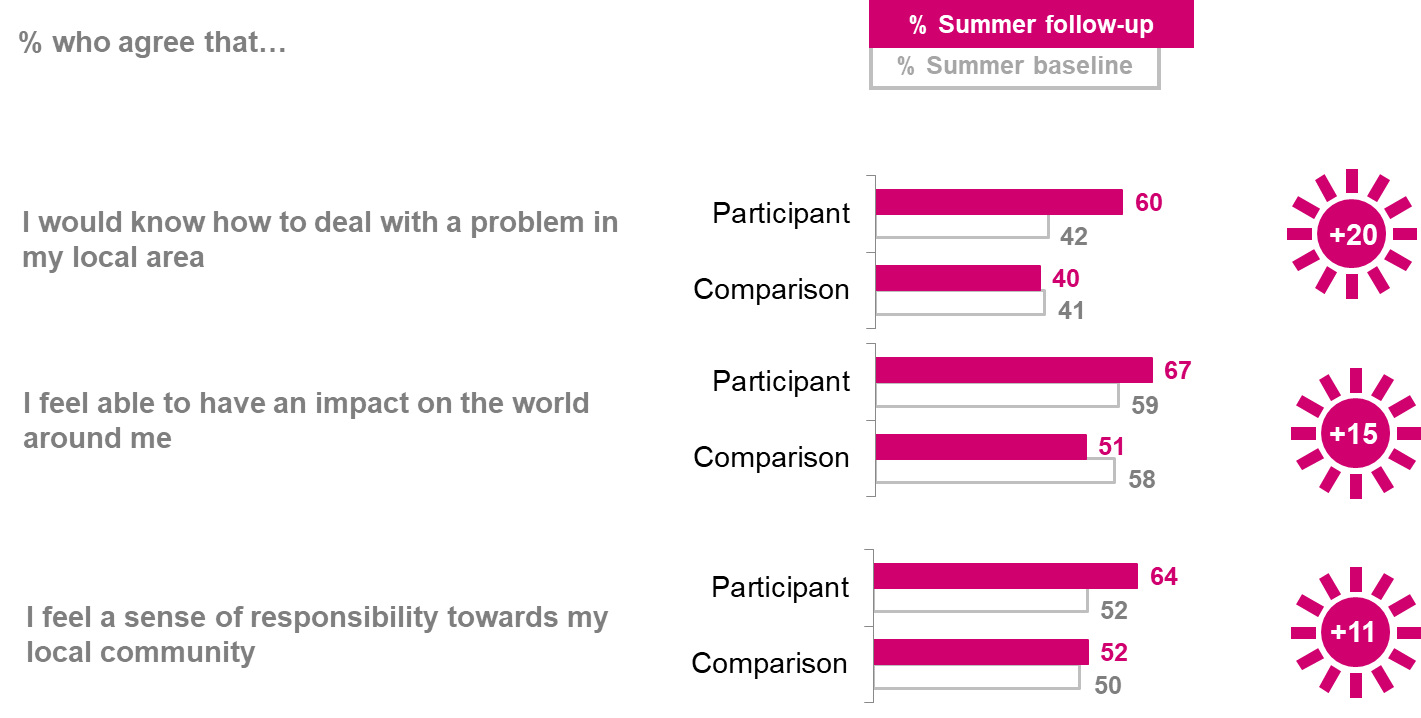 % who agree that…
% Summer follow-up
% Summer baseline
I would know how to deal with a problem in
my local area
Participant
60
42
Comparison
40
41
+20
I feel able to have an impact on the world
around me
Participant
67
59
Comparison
51
58
+15
I feel a sense of responsibility towards my
local community
Participant
64
52
Comparison
52
50
+11